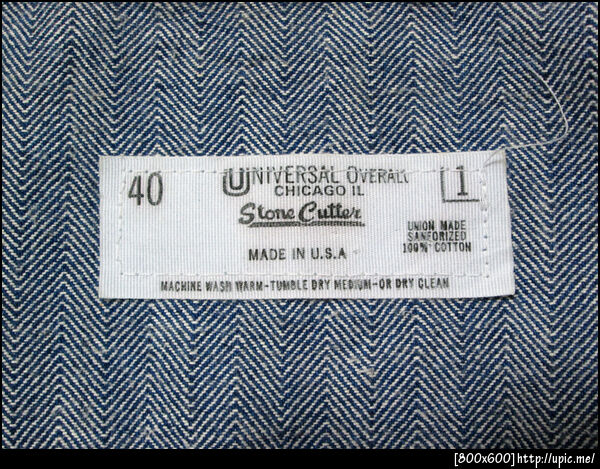 40
UNIVERSAL OVERALL
1
CHICAGO IL
Stone Cutter
UNION MADE
SANFORIZED
100% COTTON
MADE IN U.S.A
MACHINE WASH WARM-TUMBLE DRY MEDIUM-OR DRY CLEAN
[800x600]http://upic.me/